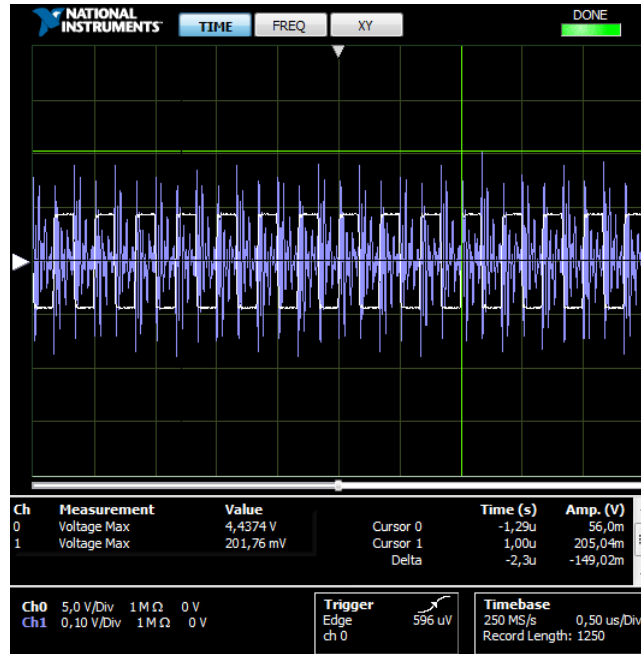 NATIONAL
INSTRUMENTS™
TIME FREQ XY
DONE
Ch Measurement Value
0 Voltage Max 4,4374 V
1 Voltage Max 201,76 mV
Time (s) Amp. (V)
Cursor 0 -1,29u 56,0m
Cursor 1 1,00u 205,04m
Delta -2,3u -149,02m
Ch0 5,0 V/Div 1 M Ω 0 V
Ch1 0,10 V/Div 1 M Ω 0 V
Trigger
Edge 596 uV
ch 0
Timebase
250 MS/s 0,50 us/Div
Record Length: 1250